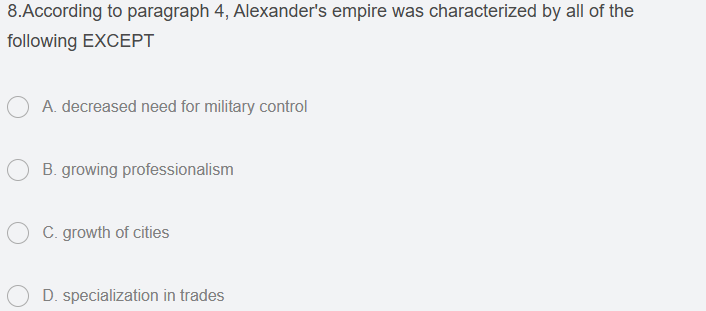 8.According to paragraph 4, Alexander's empire was characterized by all of the
following EXCEPT
A. decreased need for military control
B. growing professionalism
C. growth of cities
D. specialization in trades